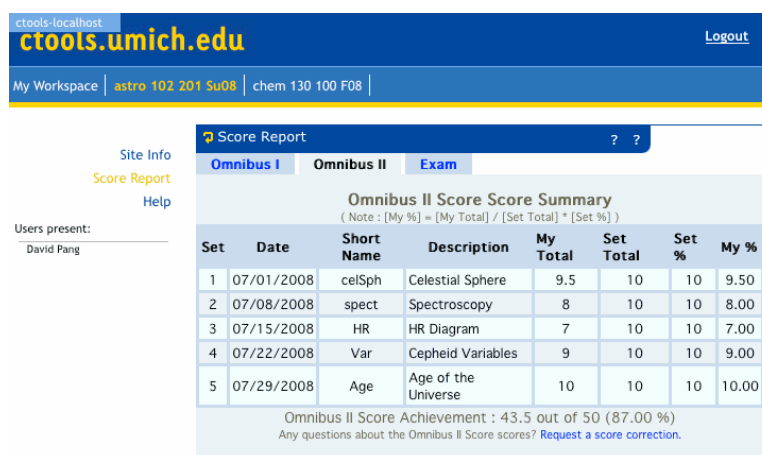 ctools-localhost
ctools.umich.edu
Logout
My Workspace astro 102 201 Su08 chem 130 100 F08
Site Info
Score Report
Help
Users present:
David Pang
Score Report ? ?
Omnibus I Omnibus II Exam
Omnibus II Score Score Summary
( Note : [My %] = [My Total] / [Set Total] * [Set %] )
Set Date Short Name Description My Total Set Total Set % My %
1 07/01/2008 celSph Celestial Sphere 9.5 10 10 9.50
2 07/08/2008 spect Spectroscopy 8 10 10 8.00
3 07/15/2008 HR HR Diagram 7 10 10 7.00
4 07/22/2008 Var Cepheid Variables 9 10 10 9.00
5 07/29/2008 Age Age of the Universe 10 10 10 10.00
Omnibus II Score Achievement : 43.5 out of 50 (87.00 %)
Any questions about the Omnibus II Score scores? Request a score correction.